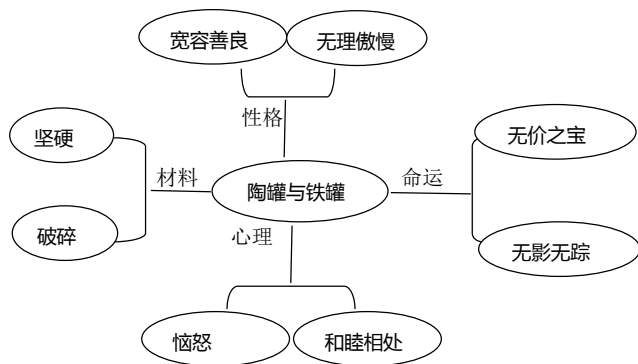 宽容善良
无理傲慢
性格
坚硬
无价之宝
材料
陶罐与铁罐
命运
破碎
心理
无影无踪
恼怒
和睦相处